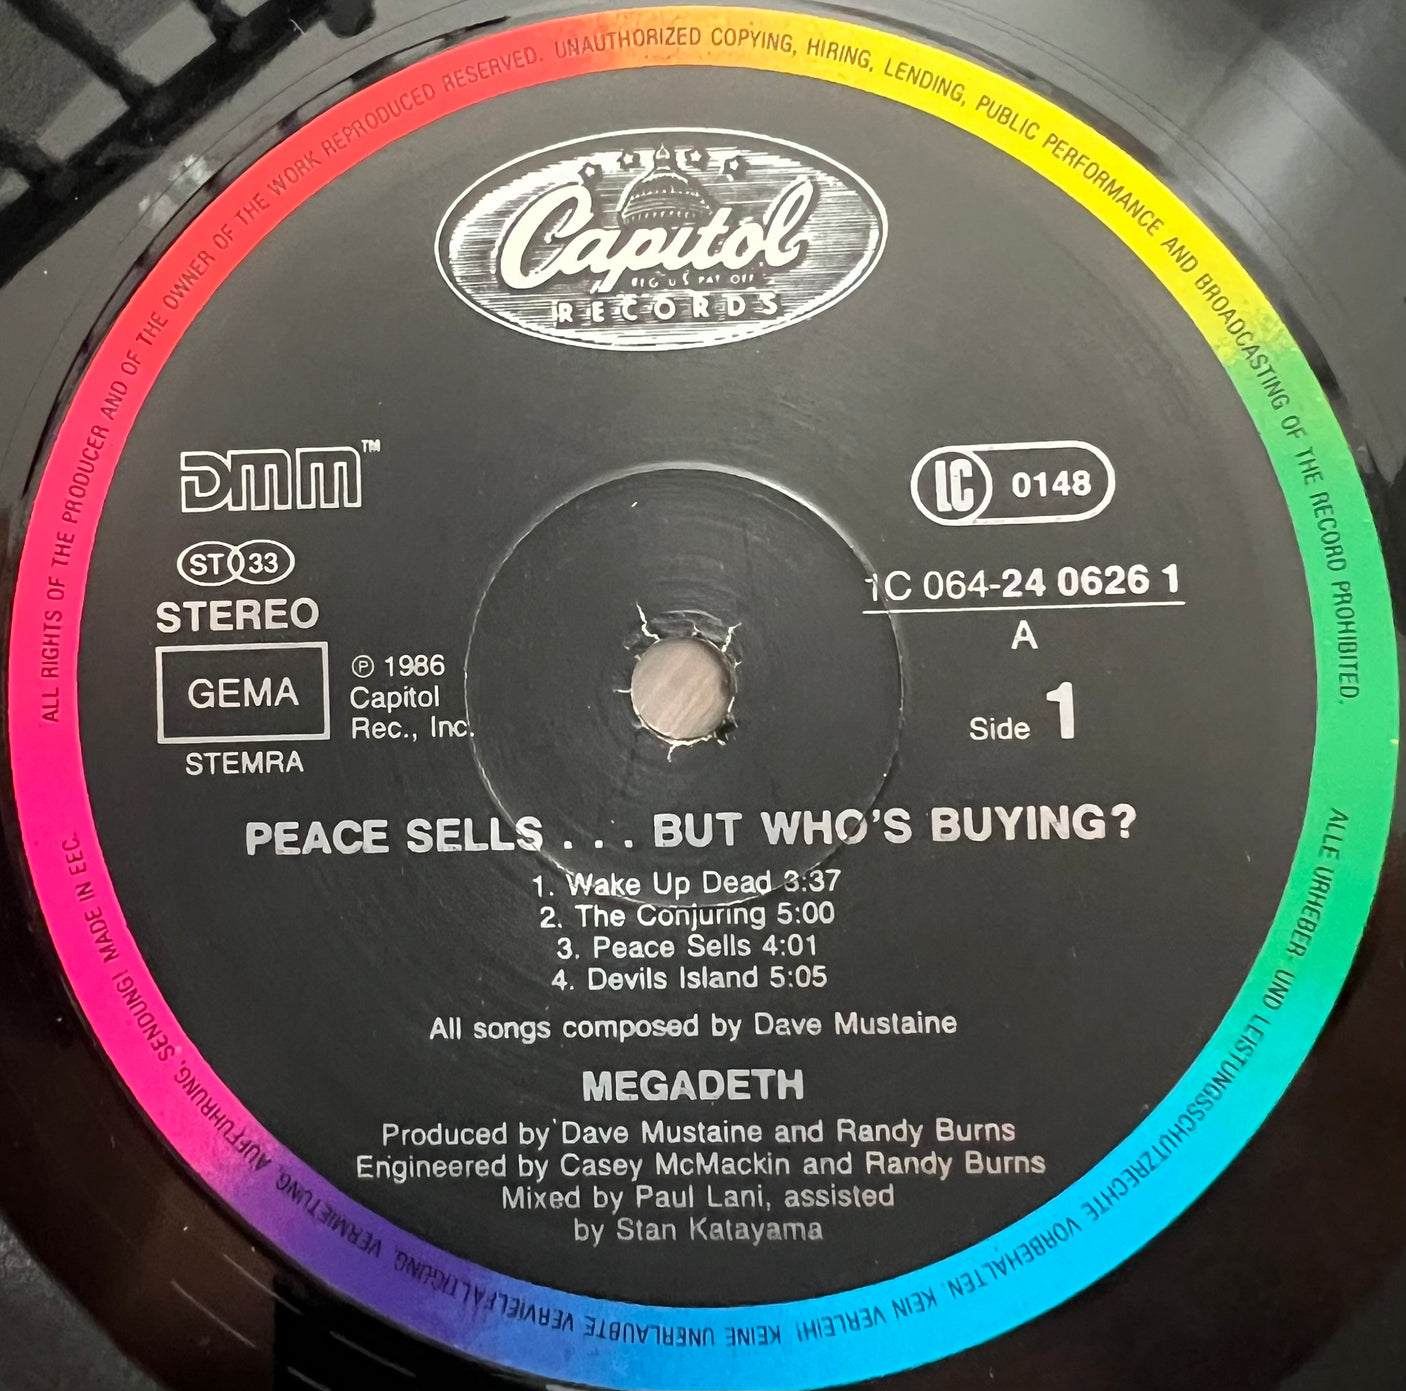 ALL RIGHTS OF THE PRODUCER AND OF THE OWNER OF THE WORK REPRODUCED RESERVED. UNAUTHORIZED COPYING, HIRING, LENDING, PUBLIC PERFORMANCE AND BROADCASTING OF THE RECORD PROHIBITED.
Capitol
REG U S PAT OFF
RECORDS
DMM™
LC 0148
ST 33
STEREO
1C 064-24 0626 1
A
GEMA
STEMRA
℗ 1986
Capitol
Rec., Inc.
Side 1
PEACE SELLS . . . BUT WHO'S BUYING?
1. Wake Up Dead 3:37
2. The Conjuring 5:00
3. Peace Sells 4:01
4. Devils Island 5:05
All songs composed by Dave Mustaine
MEGADETH
Produced by Dave Mustaine and Randy Burns
Engineered by Casey McMackin and Randy Burns
Mixed by Paul Lani, assisted
by Stan Katayama
ALLE URHEBER- UND LEISTUNGSSCHUTZRECHTE VORBEHALTEN. KEIN VERLEIH! KEINE UNERLAUBTE VERVIELFÄLTIGUNG, VERMIETUNG, AUFFÜHRUNG, SENDUNG! MADE IN EEC.